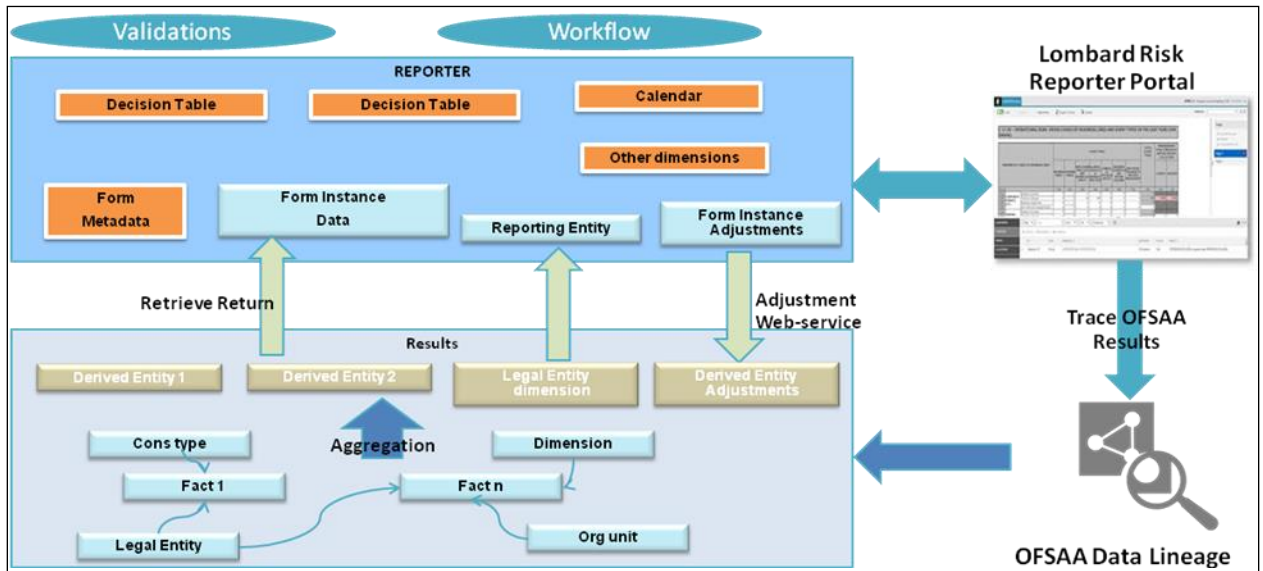 Validations
Workflow
REPORTER
Decision Table
Decision Table
Calendar
Other dimensions
Form
Metadata
Form Instance
Data
Reporting Entity
Form Instance
Adjustments
Lombard Risk
Reporter Portal
Retrieve Return
Adjustment
Web-service
Trace OFSAA
Results
Results
Derived Entity 1
Derived Entity 2
Legal Entity
dimension
Derived Entity
Adjustments
Cons type
Aggregation
Dimension
Fact 1
Fact n
Legal Entity
Org unit
OFSAA Data Lineage